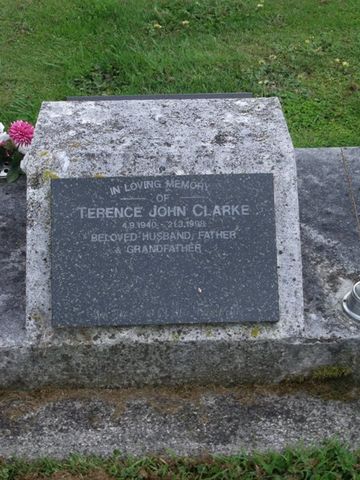 IN LOVING MEMORY
OF
TERENCE JOHN CLARKE
4.9.1940 - 21.3.1998
BELOVED HUSBAND, FATHER
& GRANDFATHER